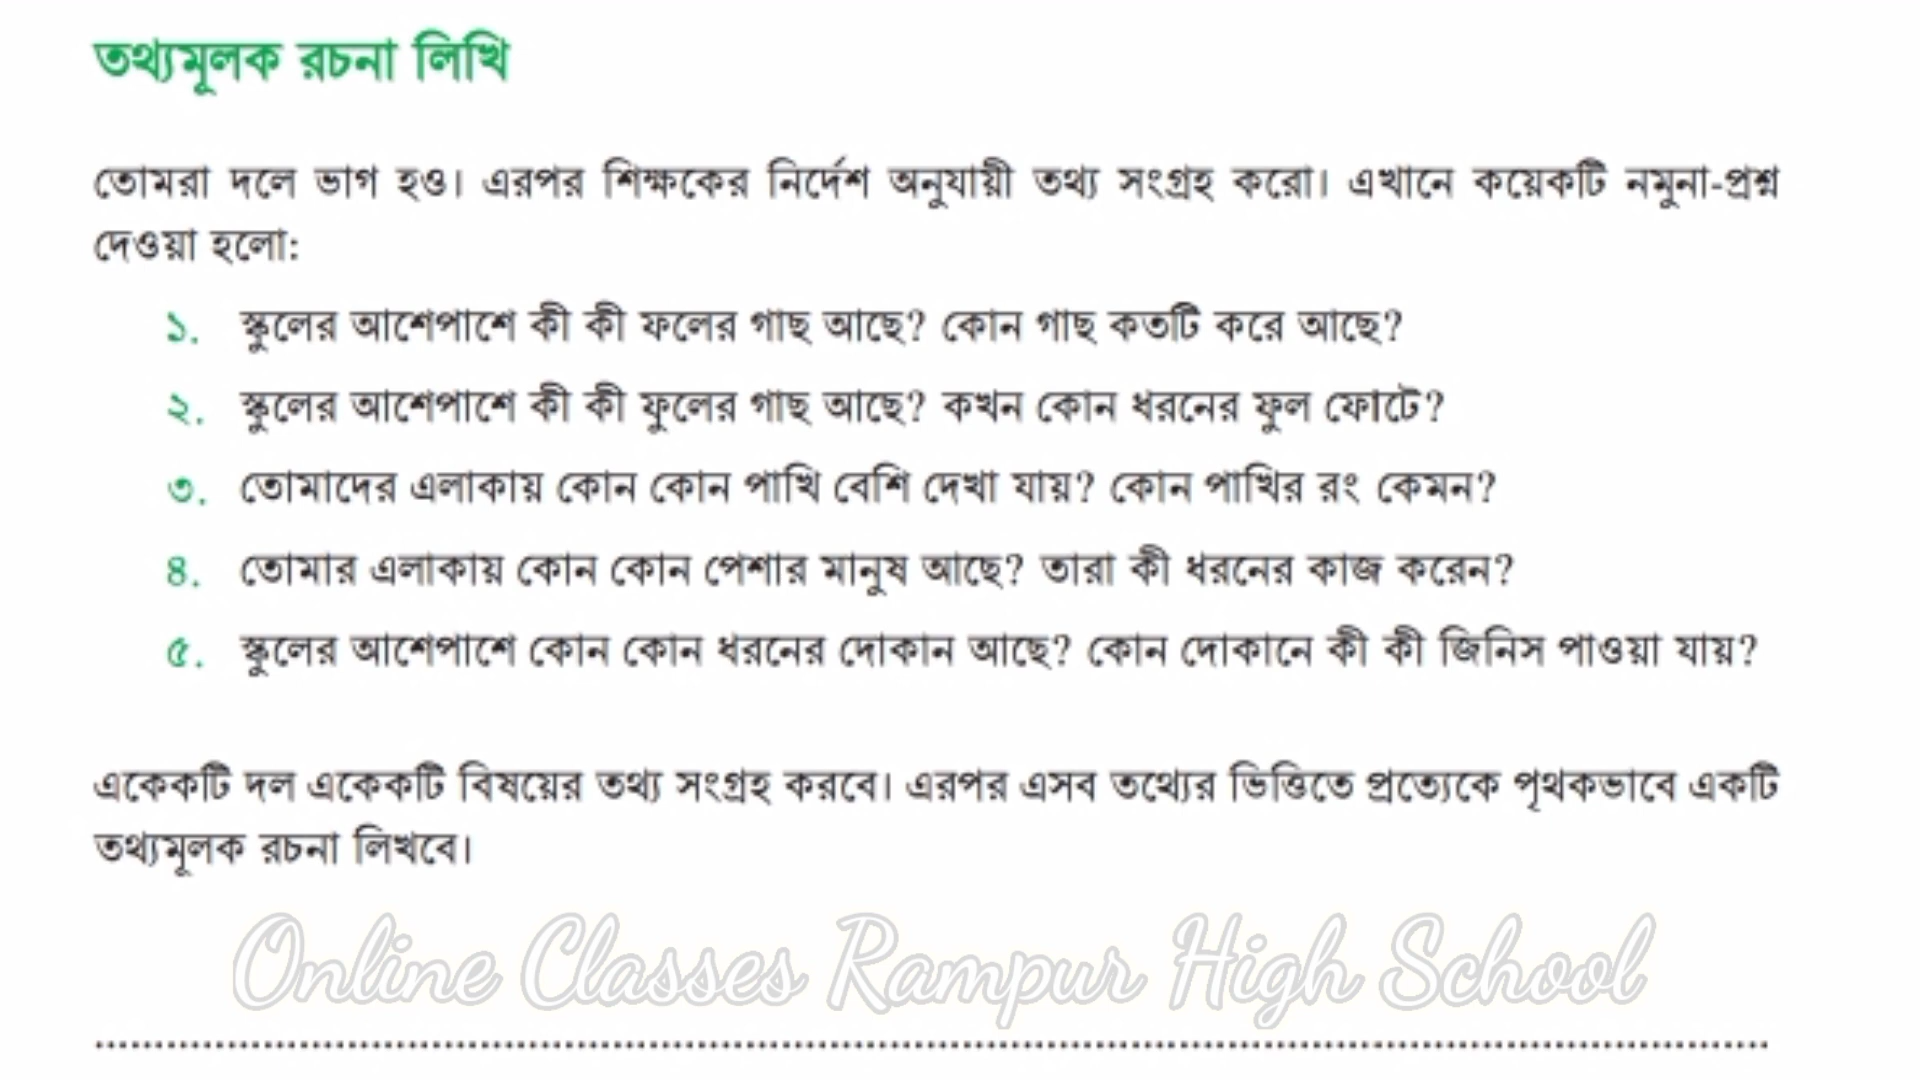 তথ্যমূলক রচনা লিখি
তোমরা দলে ভাগ হও। এরপর শিক্ষকের নির্দেশ অনুযায়ী তথ্য সংগ্রহ করো। এখানে কয়েকটি নমুনা-প্রশ্ন
দেওয়া হলো:
১. স্কুলের আশেপাশে কী কী ফলের গাছ আছে? কোন গাছ কতটি করে আছে?
২. স্কুলের আশেপাশে কী কী ফুলের গাছ আছে? কখন কোন ধরনের ফুল ফোটে?
৩. তোমাদের এলাকায় কোন কোন পাখি বেশি দেখা যায়? কোন পাখির রং কেমন?
৪. তোমার এলাকায় কোন কোন পেশার মানুষ আছে? তারা কী ধরনের কাজ করেন?
৫. স্কুলের আশেপাশে কোন কোন ধরনের দোকান আছে? কোন দোকানে কী কী জিনিস পাওয়া যায়?
একেকটি দল একেকটি বিষয়ের তথ্য সংগ্রহ করবে। এরপর এসব তথ্যের ভিত্তিতে প্রত্যেকে পৃথকভাবে একটি
তথ্যমূলক রচনা লিখবে।
Online Classes Rampur High School